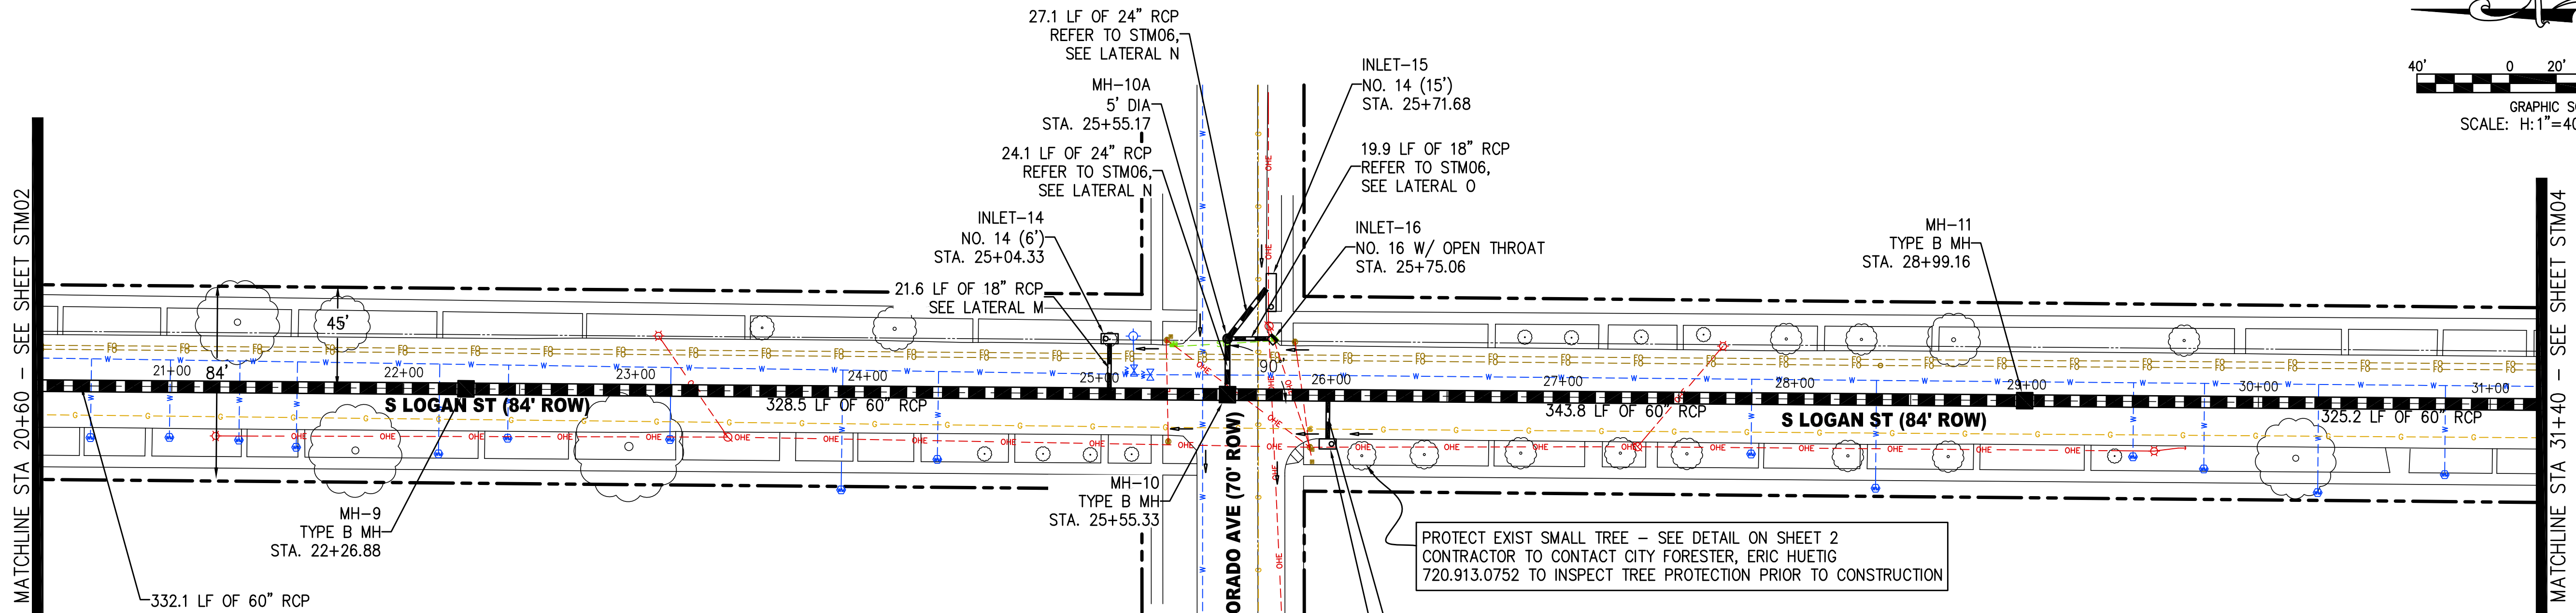 27.1 LF OF 24" RCP
REFER TO STM06,
SEE LATERAL N
MH-10A
5' DIA
STA. 25+55.17
24.1 LF OF 24" RCP
REFER TO STM06,
SEE LATERAL N
INLET-14
NO. 14 (6')
STA. 25+04.33
21.6 LF OF 18" RCP
SEE LATERAL M
INLET-15
NO. 14 (15')
STA. 25+71.68
19.9 LF OF 18" RCP
REFER TO STM06,
SEE LATERAL O
INLET-16
NO. 16 W/ OPEN THROAT
STA. 25+75.06
MH-11
TYPE B MH
STA. 28+99.16
40' 0 20'
GRAPHIC
SCALE: H:1"=40
MATCHLINE STA 20+60 - SEE SHEET STM02
45'
84'
90°
21+00
22+00
23+00
24+00
25+00
26+00
27+00
28+00
29+00
30+00
31+00
S LOGAN ST (84' ROW)
328.5 LF OF 60" RCP
343.8 LF OF 60" RCP
S LOGAN ST (84' ROW)
325.2 LF OF 60" RCP
MH-9
TYPE B MH
STA. 22+26.88
332.1 LF OF 60" RCP
MH-10
TYPE B MH
STA. 25+55.33
ORADO AVE (70' ROW)
PROTECT EXIST SMALL TREE - SEE DETAIL ON SHEET 2
CONTRACTOR TO CONTACT CITY FORESTER, ERIC HUETIG
720.913.0752 TO INSPECT TREE PROTECTION PRIOR TO CONSTRUCTION
MATCHLINE STA 31+40 - SEE SHEET STM04